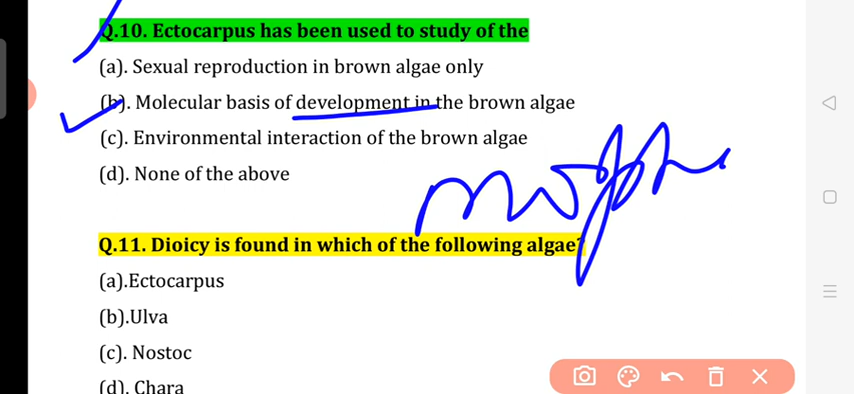 Q.10. Ectocarpus has been used to study of the
(a). Sexual reproduction in brown algae only
(b). Molecular basis of development in the brown algae
(c). Environmental interaction of the brown algae
(d). None of the above
Q.11. Dioicy is found in which of the following algae?
(a).Ectocarpus
(b).Ulva
(c). Nostoc
(d). Chara